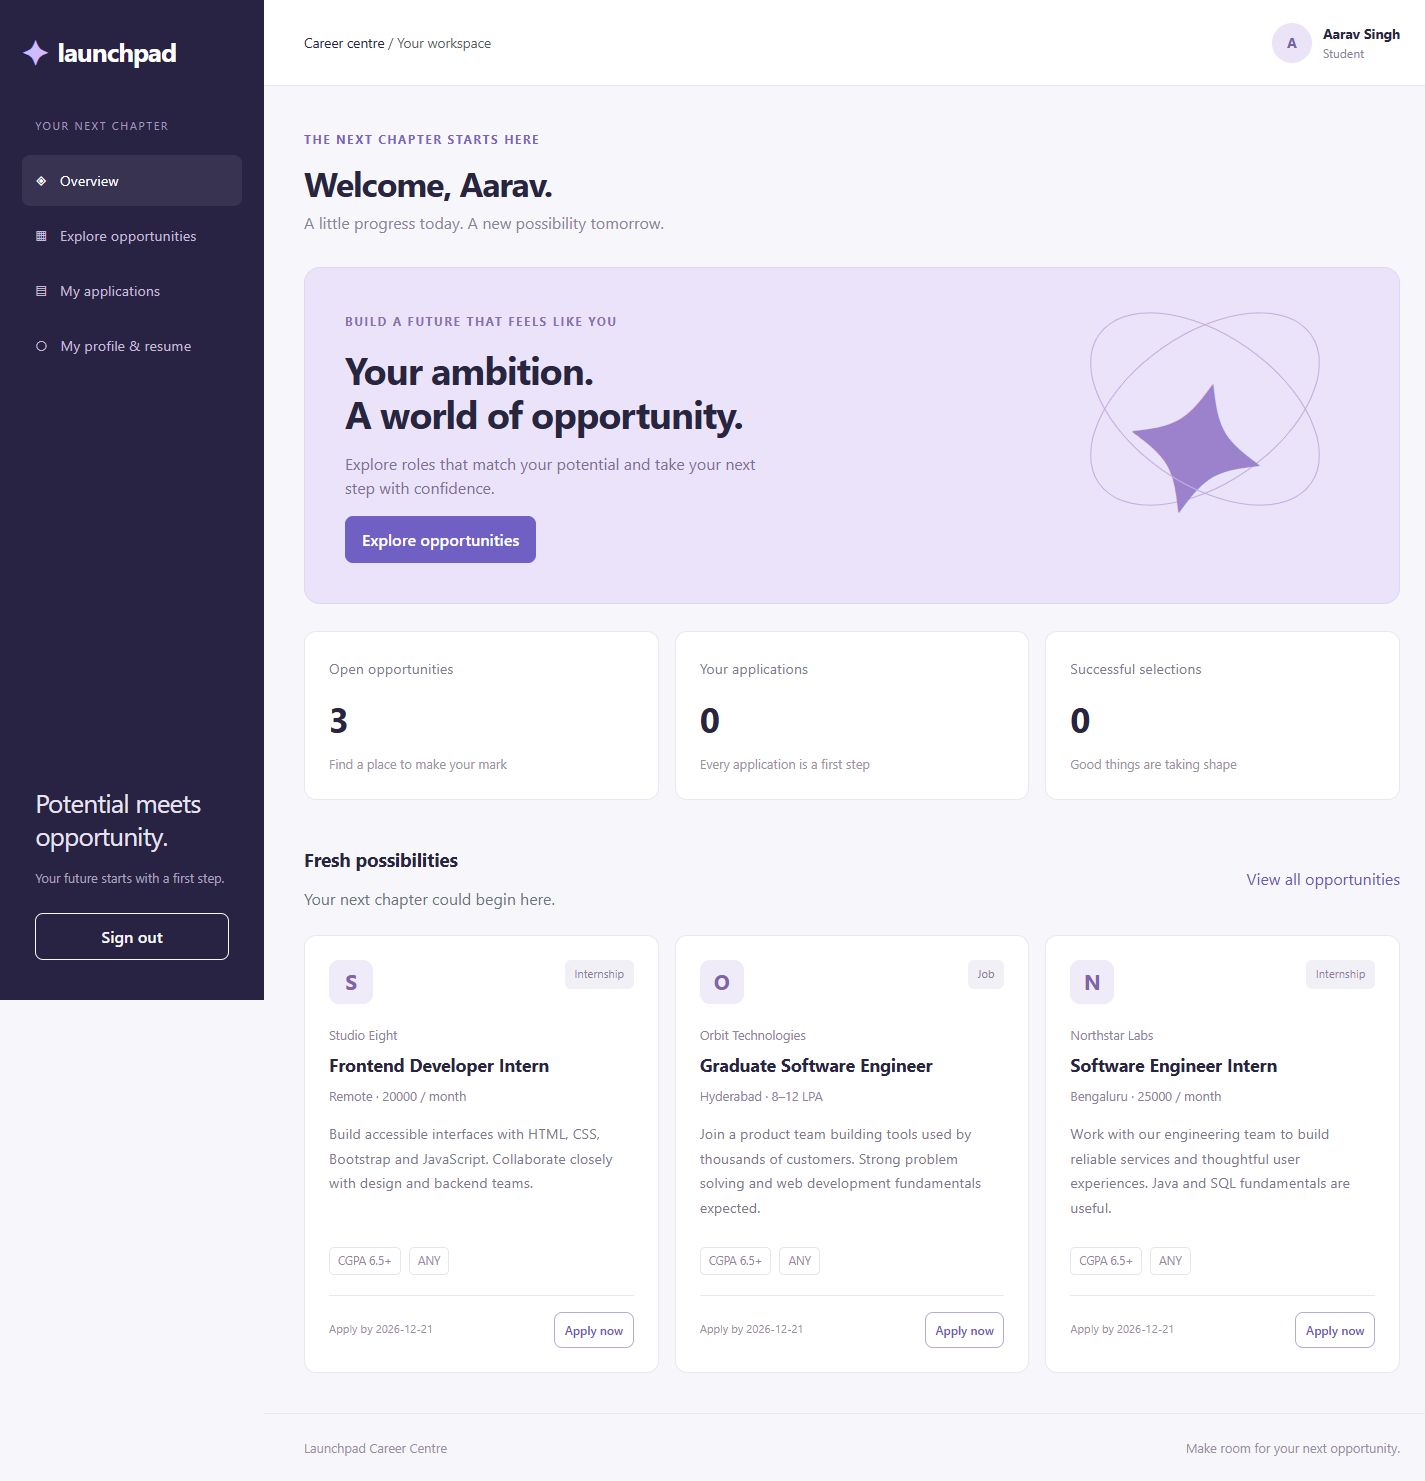 launchpad
YOUR NEXT CHAPTER
Overview
Explore opportunities
My applications
My profile & resume
Potential meets
opportunity.
Your future starts with a first step.
Sign out
Career centre / Your workspace
A
Aarav Singh
Student
THE NEXT CHAPTER STARTS HERE
Welcome, Aarav.
A little progress today. A new possibility tomorrow.
BUILD A FUTURE THAT FEELS LIKE YOU
Your ambition.
A world of opportunity.
Explore roles that match your potential and take your next
step with confidence.
Explore opportunities
Open opportunities
3
Find a place to make your mark
Your applications
0
Every application is a first step
Successful selections
0
Good things are taking shape
Fresh possibilities
Your next chapter could begin here.
View all opportunities
S
Internship
Studio Eight
Frontend Developer Intern
Remote · 20000 / month
Build accessible interfaces with HTML, CSS,
Bootstrap and JavaScript. Collaborate closely
with design and backend teams.
CGPA 6.5+
ANY
Apply by 2026-12-21
Apply now
O
Job
Orbit Technologies
Graduate Software Engineer
Hyderabad · 8–12 LPA
Join a product team building tools used by
thousands of customers. Strong problem
solving and web development fundamentals
expected.
CGPA 6.5+
ANY
Apply by 2026-12-21
Apply now
N
Internship
Northstar Labs
Software Engineer Intern
Bengaluru · 25000 / month
Work with our engineering team to build
reliable services and thoughtful user
experiences. Java and SQL fundamentals are
useful.
CGPA 6.5+
ANY
Apply by 2026-12-21
Apply now
Launchpad Career Centre
Make room for your next opportunity.